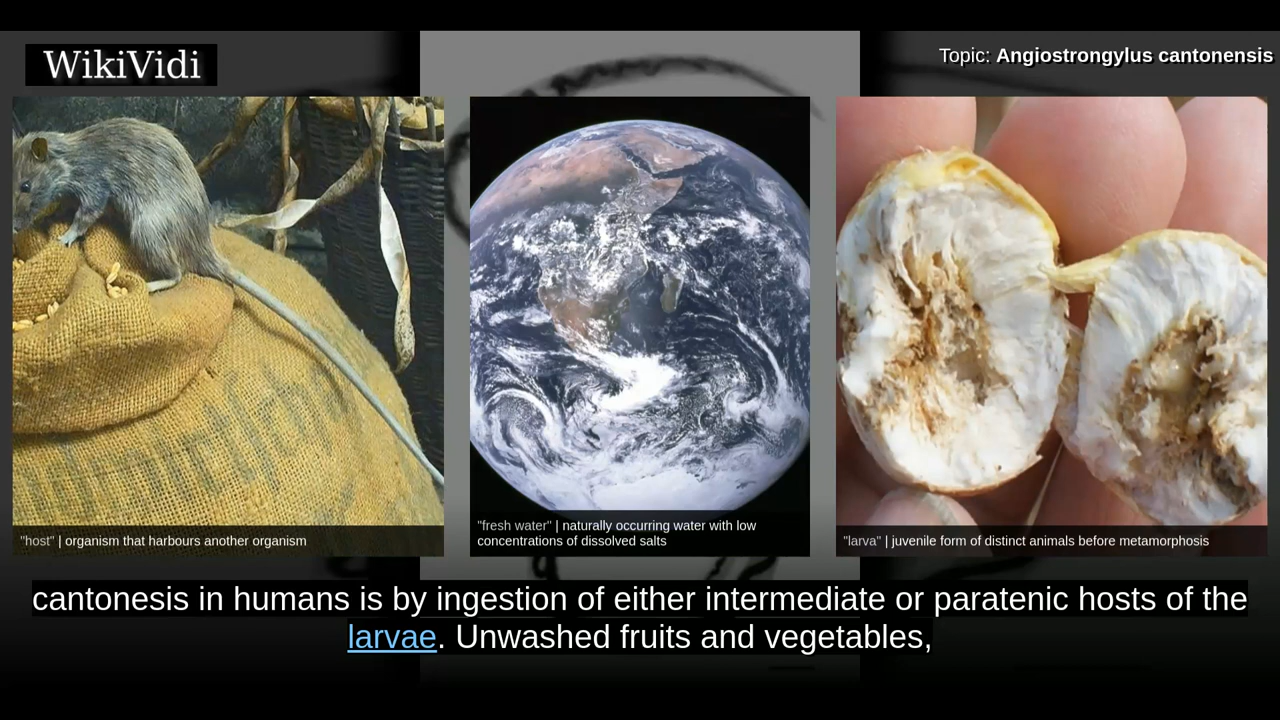 WikiVidi
Topic: Angiostrongylus cantonensis
"host" | organism that harbours another organism
"fresh water" | naturally occurring water with low
concentrations of dissolved salts
"larva" | juvenile form of distinct animals before metamorphosis
cantonesis in humans is by ingestion of either intermediate or paratenic hosts of the
larvae. Unwashed fruits and vegetables,